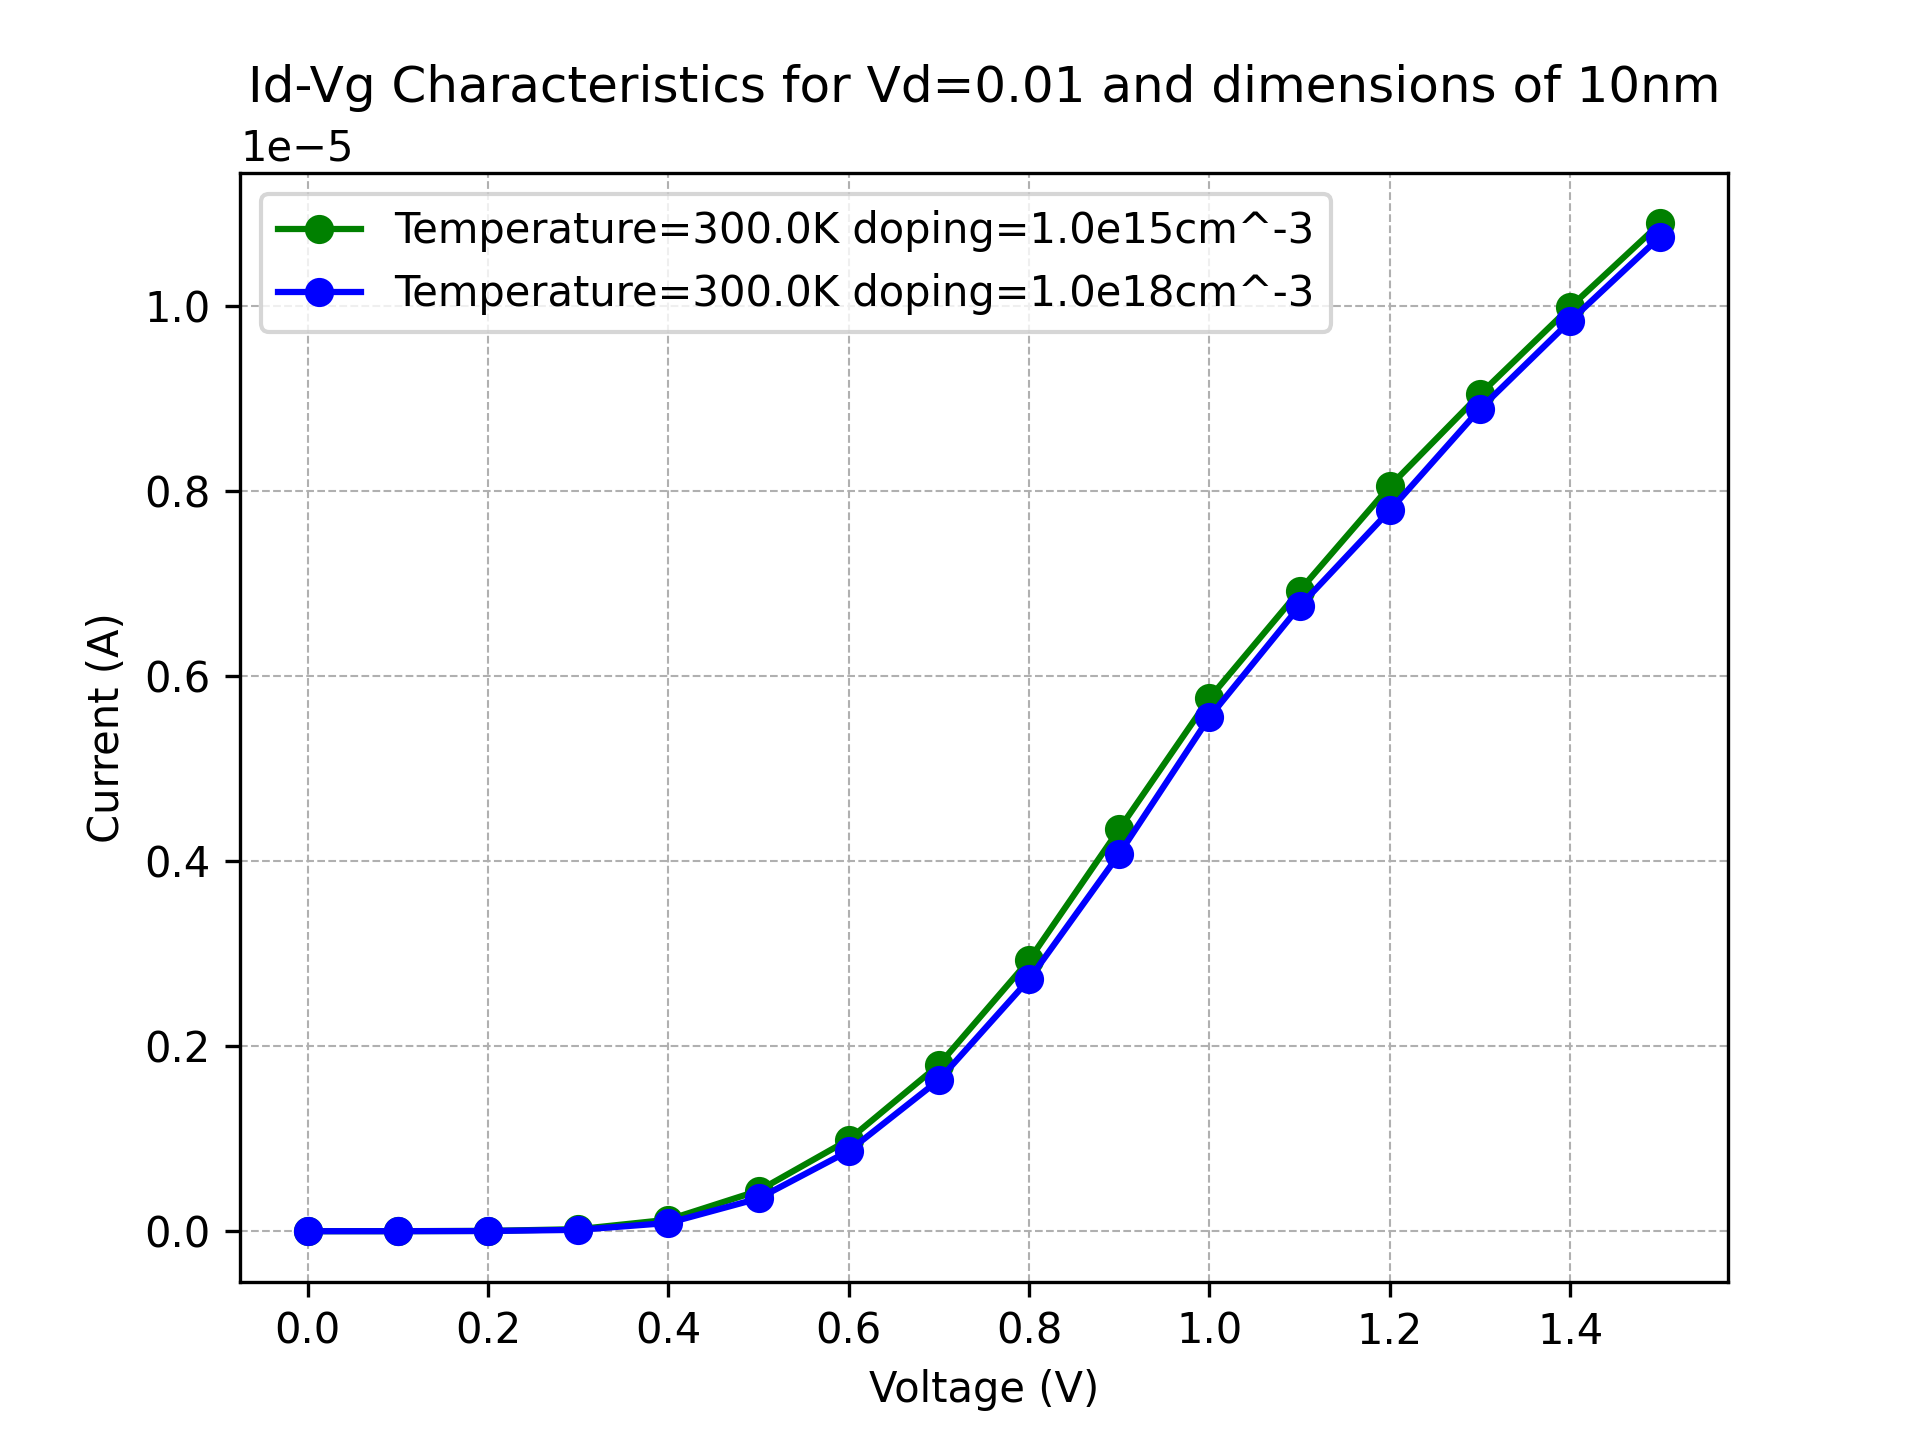 Id-Vg Characteristics for Vd=0.01 and dimensions of 10nm
1e−5
Temperature=300.0K doping=1.0e15cm^-3
Temperature=300.0K doping=1.0e18cm^-3
1.0
0.8
0.6
0.4
0.2
0.0
Current (A)
0.0 0.2 0.4 0.6 0.8 1.0 1.2 1.4
Voltage (V)